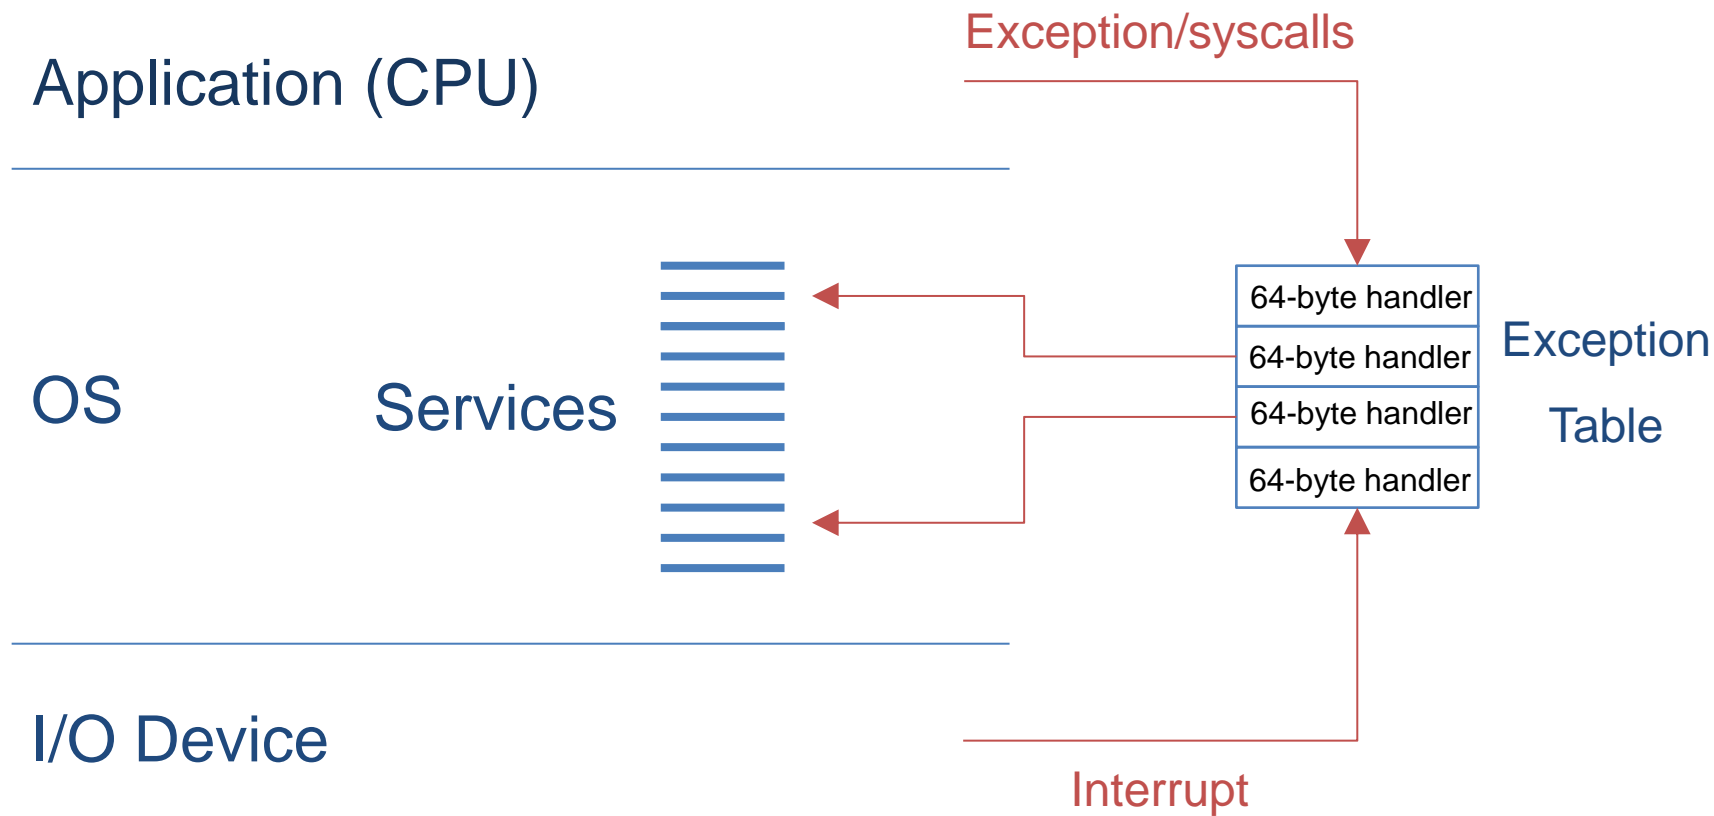 Exception/syscalls
Application (CPU)
64-byte handler
64-byte handler
64-byte handler
64-byte handler
Exception
Table
OS
Services
I/O Device
Interrupt